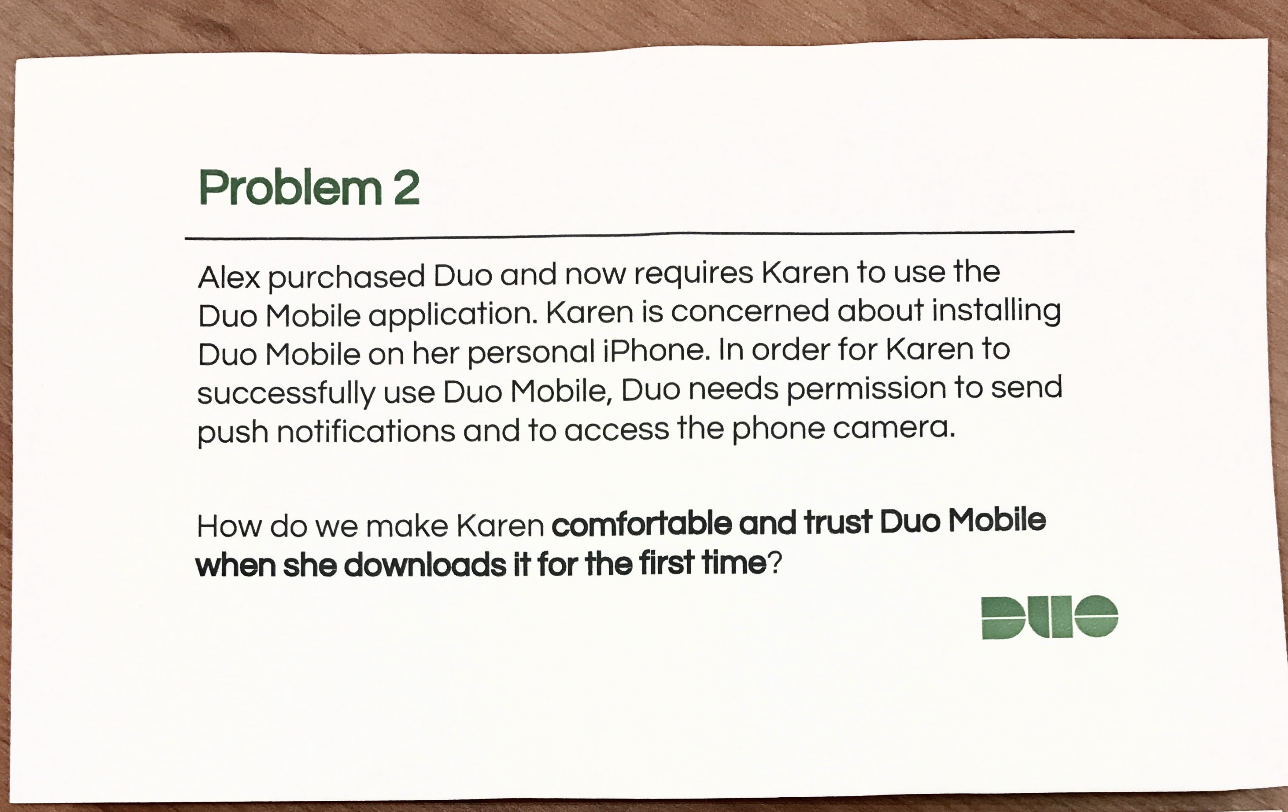 Problem 2
Alex purchased Duo and now requires Karen to use the
Duo Mobile application. Karen is concerned about installing
Duo Mobile on her personal iPhone. In order for Karen to
successfully use Duo Mobile, Duo needs permission to send
push notifications and to access the phone camera.
How do we make Karen comfortable and trust Duo Mobile
when she downloads it for the first time?
DUO